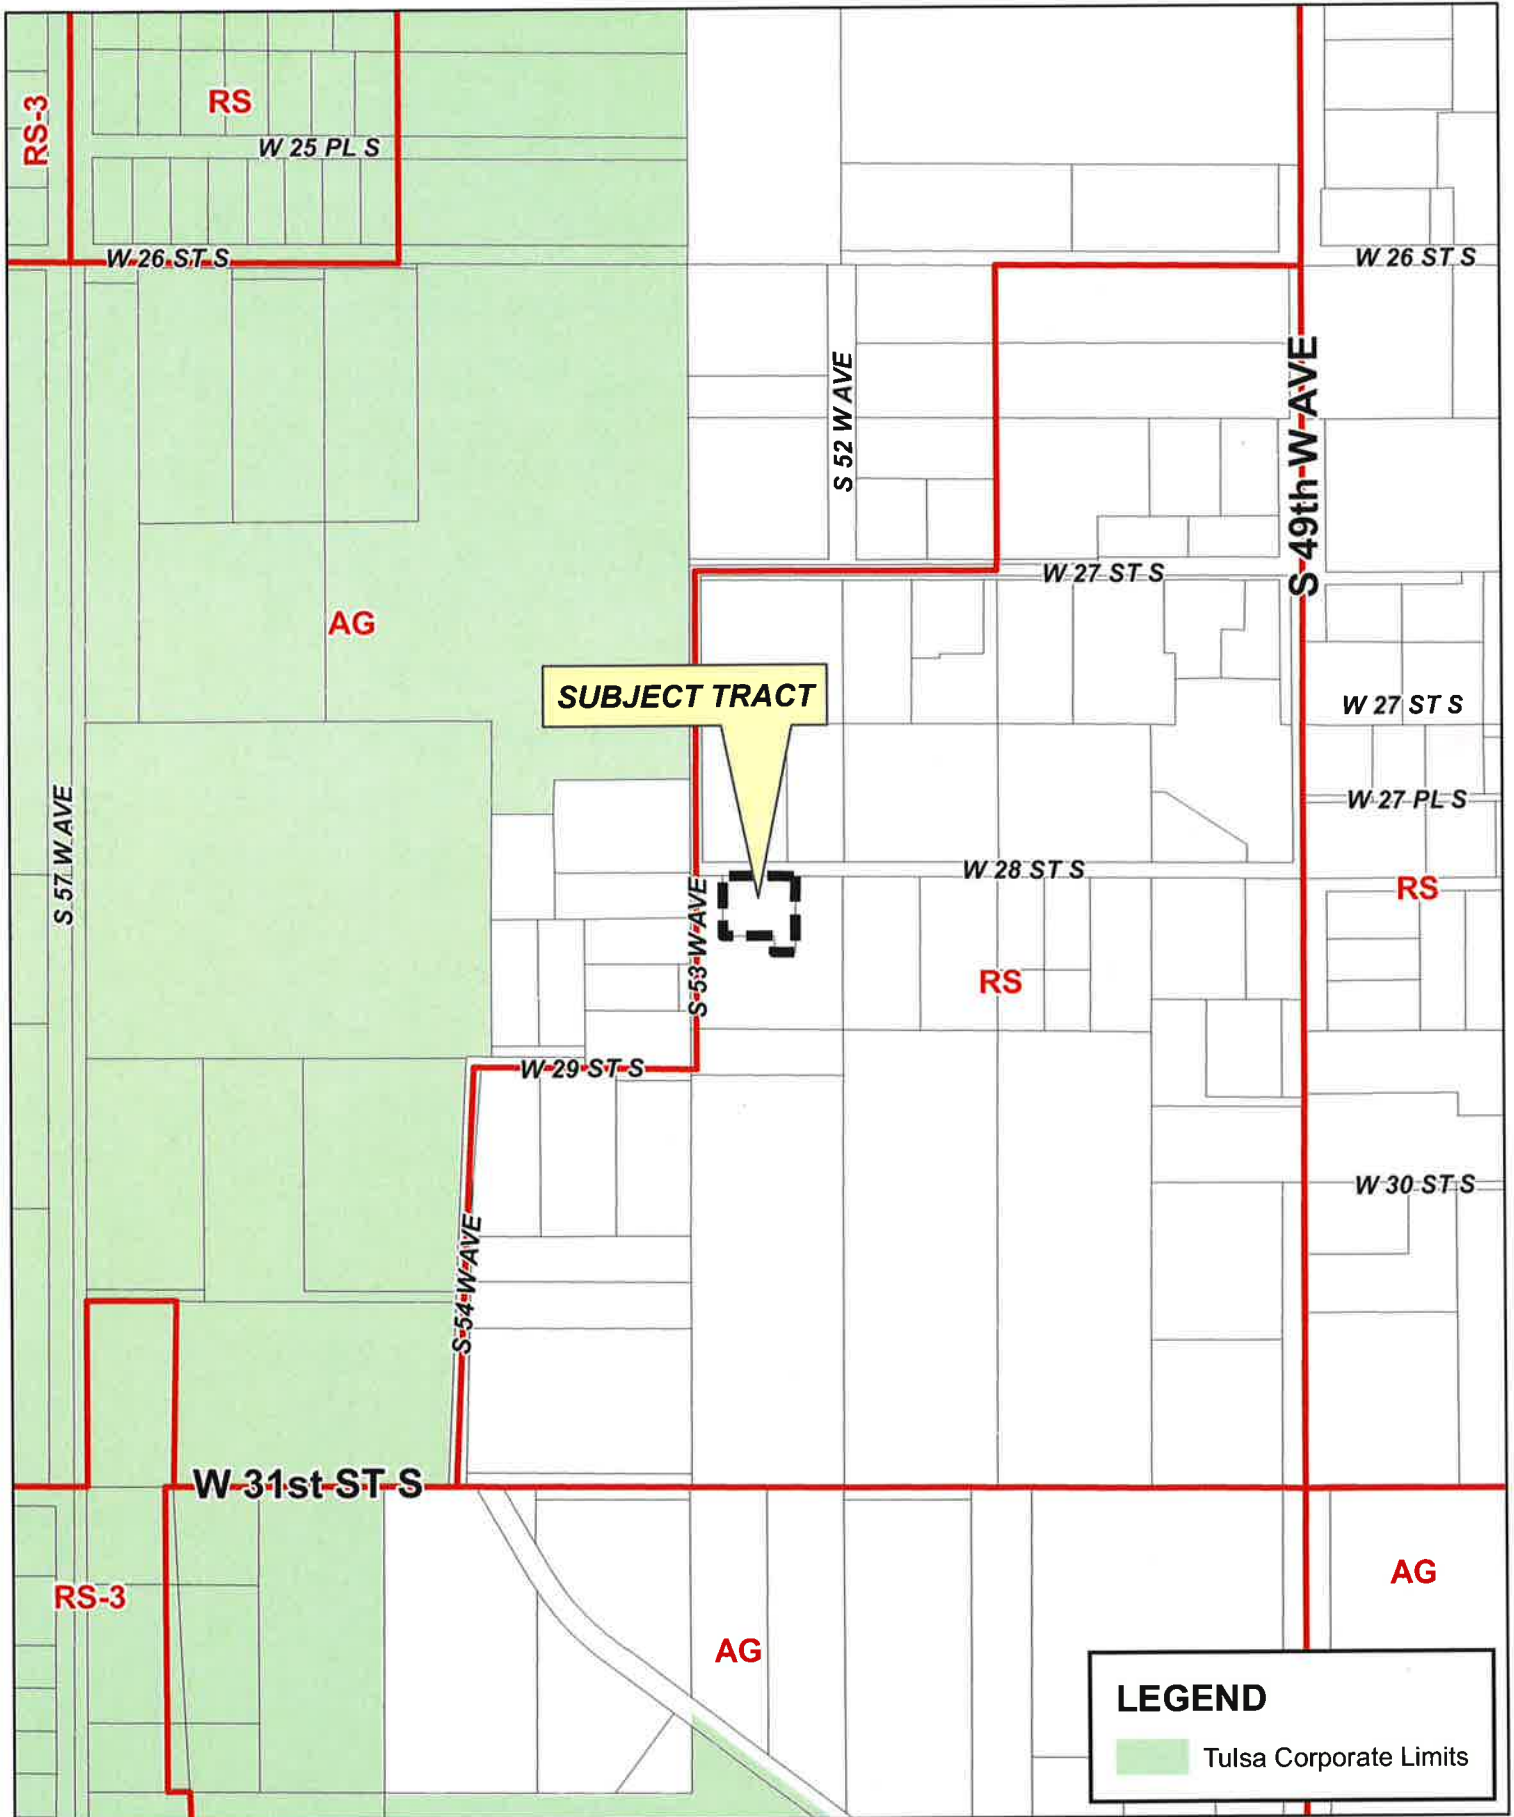 RS-3
RS
W 25 PL S
W 26 ST S
W 26 ST S
S 52 W AVE
S 49th W AVE
W 27 ST S
AG
SUBJECT TRACT
W 27 ST S
W 27 PL S
S 57 W AVE
W 28 ST S
RS
S 53 W AVE
RS
W 29 ST S
W 30 ST S
S 54 W AVE
W 31st ST S
AG
RS-3
AG
LEGEND
Tulsa Corporate Limits